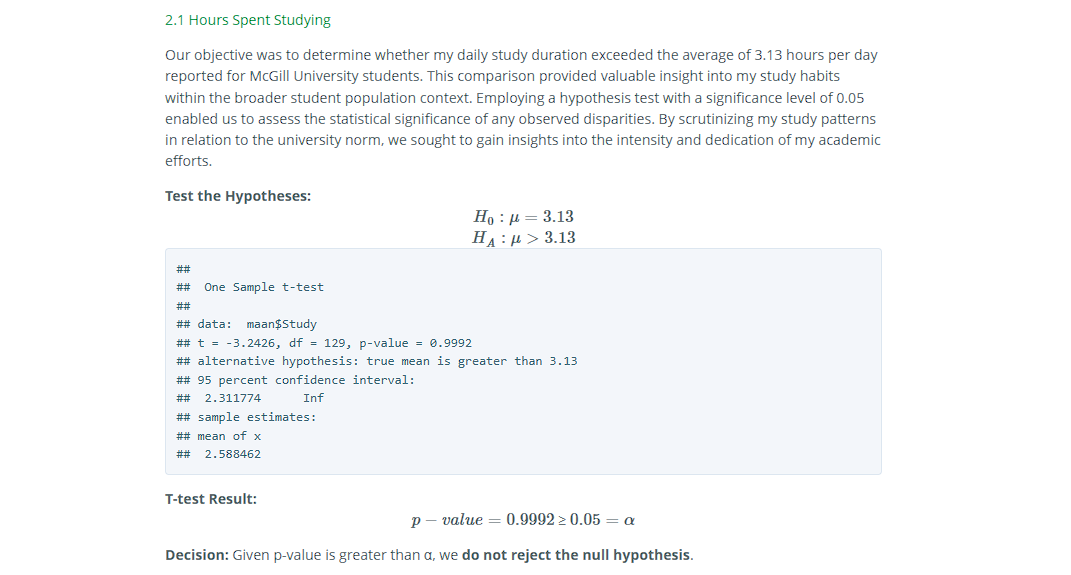 2.1 Hours Spent Studying
Our objective was to determine whether my daily study duration exceeded the average of 3.13 hours per day
reported for McGill University students. This comparison provided valuable insight into my study habits
within the broader student population context. Employing a hypothesis test with a significance level of 0.05
enabled us to assess the statistical significance of any observed disparities. By scrutinizing my study patterns
in relation to the university norm, we sought to gain insights into the intensity and dedication of my academic
efforts.
Test the Hypotheses:
H₀ : μ = 3.13
H_A : μ > 3.13
##
##  One Sample t-test
##
## data:  maan$Study
## t = -3.2426, df = 129, p-value = 0.9992
## alternative hypothesis: true mean is greater than 3.13
## 95 percent confidence interval:
##  2.311774      Inf
## sample estimates:
## mean of x
##  2.588462
T-test Result:
p − value = 0.9992 ≥ 0.05 = α
Decision: Given p-value is greater than α, we do not reject the null hypothesis.